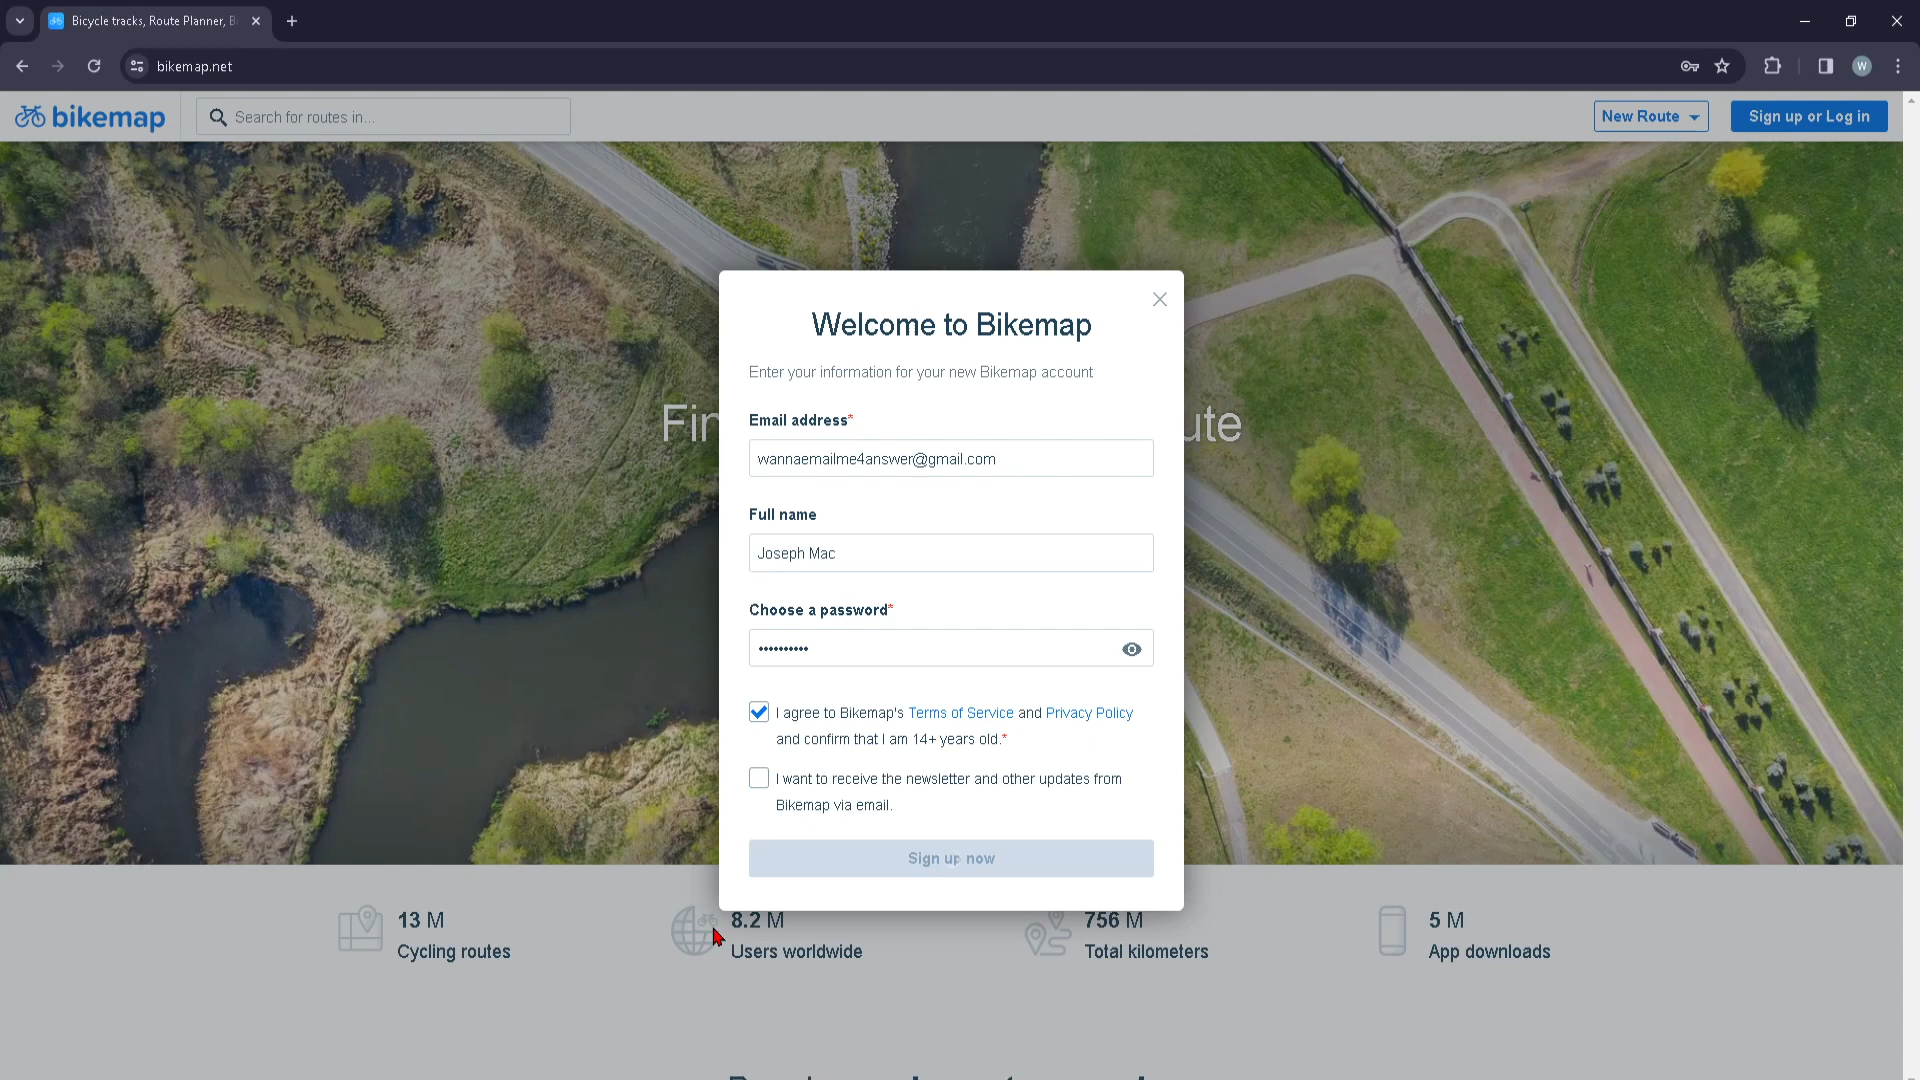 Bicycle tracks, Route Planner,
bikemap.net
W
bikemap
Search for routes in...
New Route
Sign up or Log in
Welcome to Bikemap
Enter your information for your new Bikemap account
Email address*
wannaemailme4answer@gmail.com
Full name
Joseph Mac
Choose a password*
••••••••••
I agree to Bikemap's Terms of Service and Privacy Policy
and confirm that I am 14+ years old.*
I want to receive the newsletter and other updates from
Bikemap via email.
Sign up now
13 M
Cycling routes
8.2 M
Users worldwide
756 M
Total kilometers
5 M
App downloads